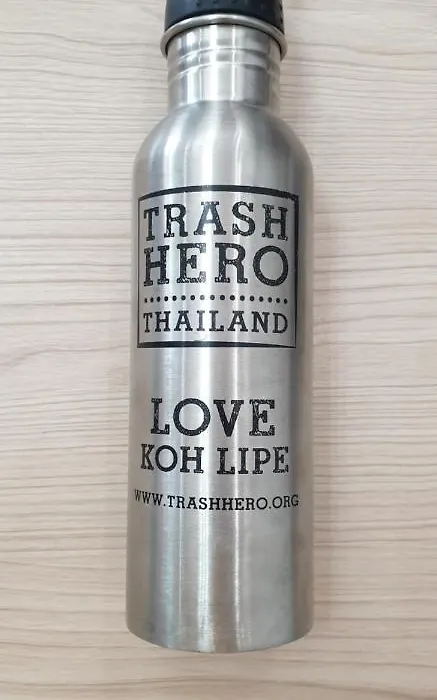 TRASH
HERO
THAILAND
LOVE
KOH LIPE
WWW.TRASHHERO.ORG